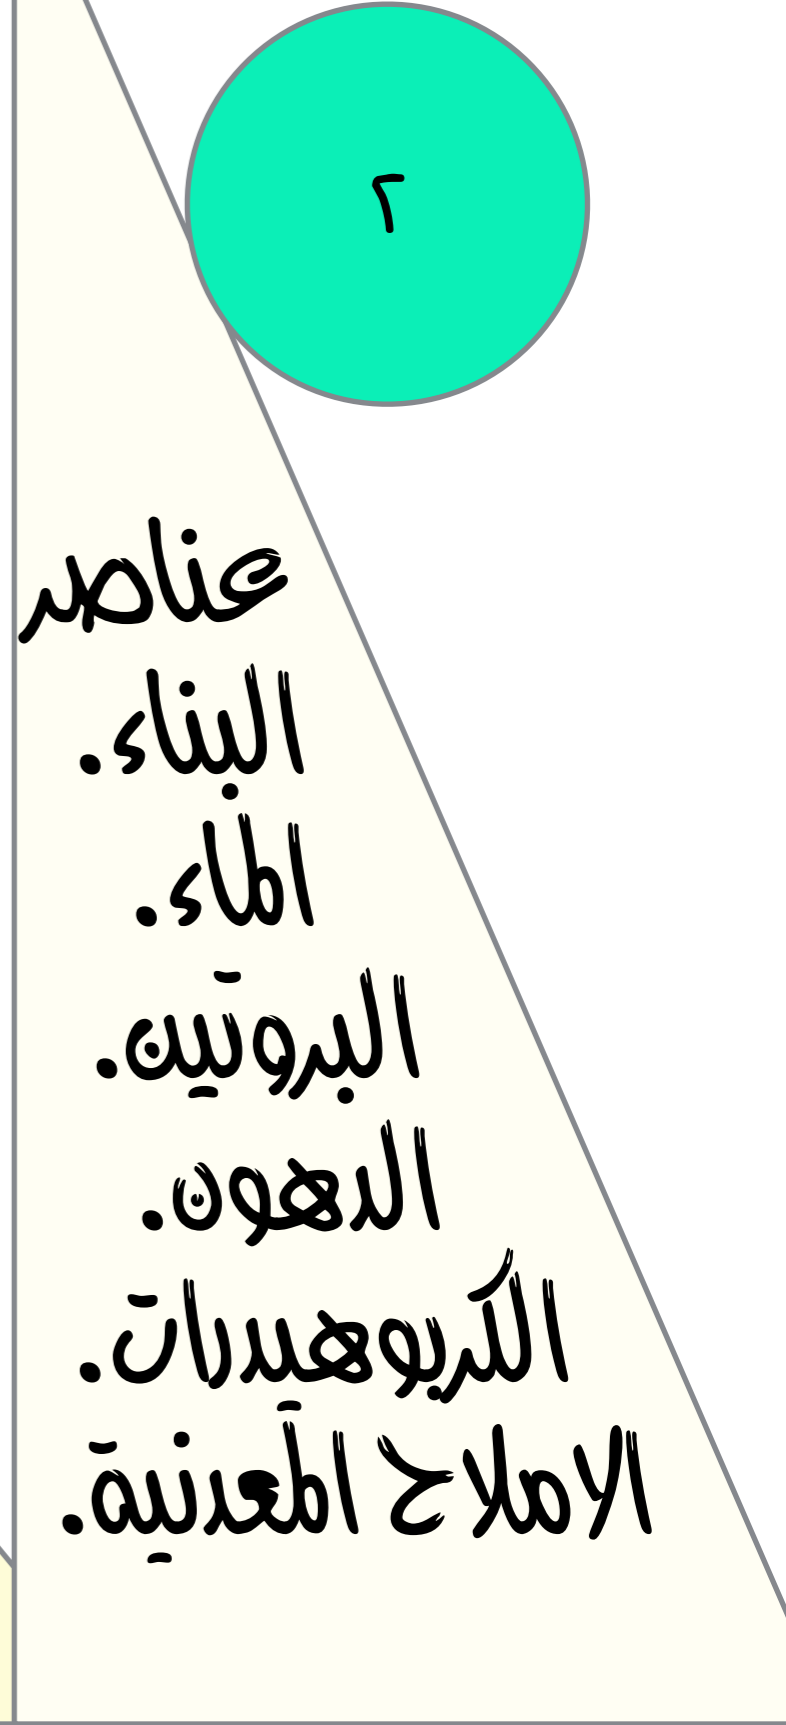 ٢
عناصر
البناء.
الماء.
البروتين.
الدهون.
الكربوهيدرات.
الاملاح المعدنية.